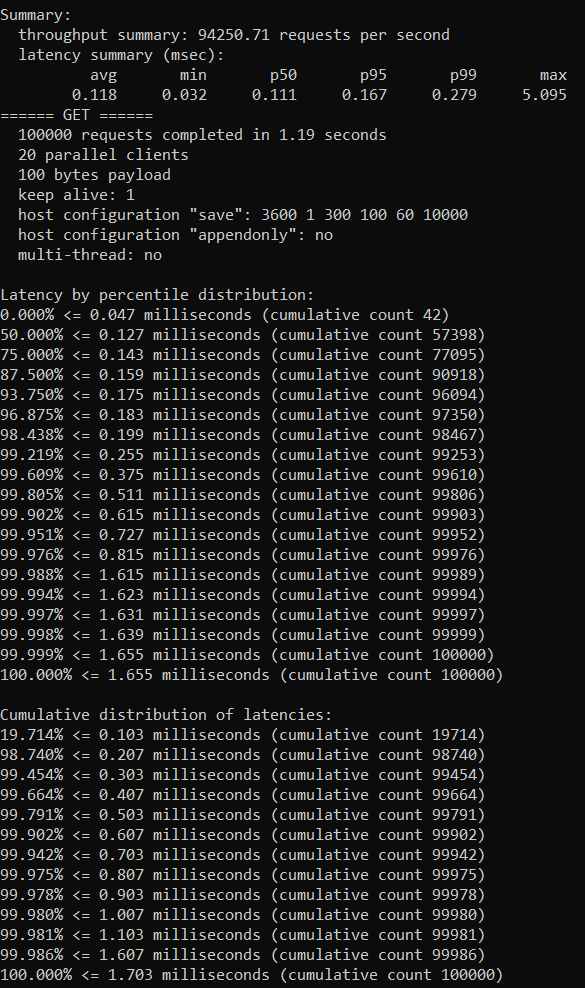 Summary:
  throughput summary: 94250.71 requests per second
  latency summary (msec):
          avg       min       p50       p95       p99       max
        0.118     0.032     0.111     0.167     0.279     5.095
====== GET ======
  100000 requests completed in 1.19 seconds
  20 parallel clients
  100 bytes payload
  keep alive: 1
  host configuration "save": 3600 1 300 100 60 10000
  host configuration "appendonly": no
  multi-thread: no

Latency by percentile distribution:
0.000% <= 0.047 milliseconds (cumulative count 42)
50.000% <= 0.127 milliseconds (cumulative count 57398)
75.000% <= 0.143 milliseconds (cumulative count 77095)
87.500% <= 0.159 milliseconds (cumulative count 90918)
93.750% <= 0.175 milliseconds (cumulative count 96094)
96.875% <= 0.183 milliseconds (cumulative count 97350)
98.438% <= 0.199 milliseconds (cumulative count 98467)
99.219% <= 0.255 milliseconds (cumulative count 99253)
99.609% <= 0.375 milliseconds (cumulative count 99610)
99.805% <= 0.511 milliseconds (cumulative count 99806)
99.902% <= 0.615 milliseconds (cumulative count 99903)
99.951% <= 0.727 milliseconds (cumulative count 99952)
99.976% <= 0.815 milliseconds (cumulative count 99976)
99.988% <= 1.615 milliseconds (cumulative count 99989)
99.994% <= 1.623 milliseconds (cumulative count 99994)
99.997% <= 1.631 milliseconds (cumulative count 99997)
99.998% <= 1.639 milliseconds (cumulative count 99999)
99.999% <= 1.655 milliseconds (cumulative count 100000)
100.000% <= 1.655 milliseconds (cumulative count 100000)

Cumulative distribution of latencies:
19.714% <= 0.103 milliseconds (cumulative count 19714)
98.740% <= 0.207 milliseconds (cumulative count 98740)
99.454% <= 0.303 milliseconds (cumulative count 99454)
99.664% <= 0.407 milliseconds (cumulative count 99664)
99.791% <= 0.503 milliseconds (cumulative count 99791)
99.902% <= 0.607 milliseconds (cumulative count 99902)
99.942% <= 0.703 milliseconds (cumulative count 99942)
99.975% <= 0.807 milliseconds (cumulative count 99975)
99.978% <= 0.903 milliseconds (cumulative count 99978)
99.980% <= 1.007 milliseconds (cumulative count 99980)
99.981% <= 1.103 milliseconds (cumulative count 99981)
99.986% <= 1.607 milliseconds (cumulative count 99986)
100.000% <= 1.703 milliseconds (cumulative count 100000)